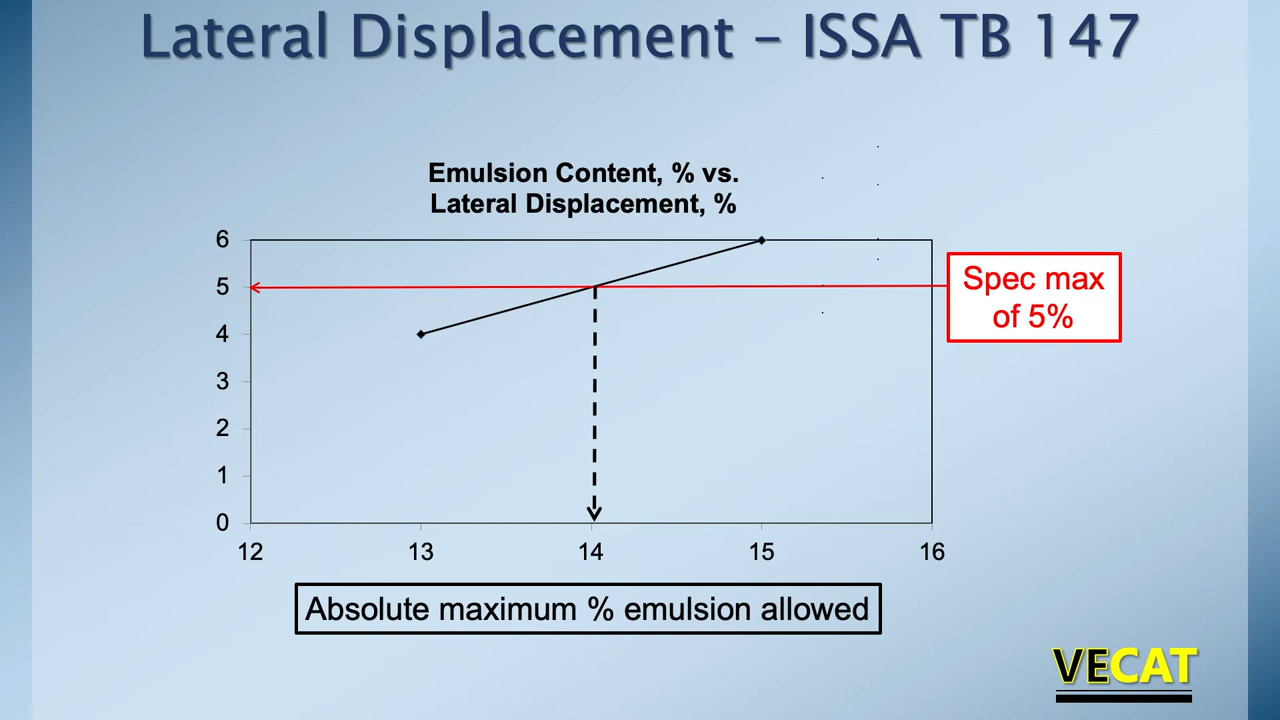 Lateral Displacement – ISSA TB 147
Emulsion Content, % vs.
Lateral Displacement, %
6
5
4
3
2
1
0
12 13 14 15 16
Spec max
of 5%
Absolute maximum % emulsion allowed
VECAT